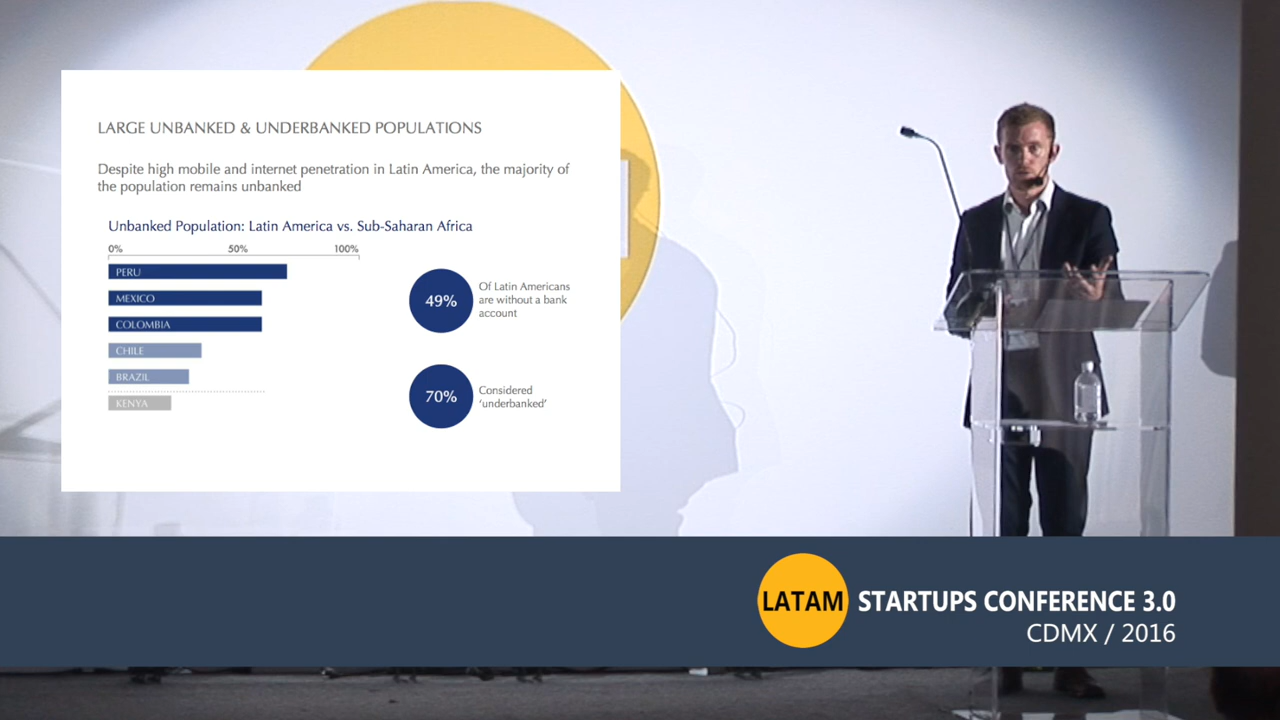 LARGE UNBANKED & UNDERBANKED POPULATIONS
Despite high mobile and internet penetration in Latin America, the majority of
the population remains unbanked
Unbanked Population: Latin America vs. Sub-Saharan Africa
0% 50% 100%
PERU
MEXICO
COLOMBIA
CHILE
BRAZIL
KENYA
49%
Of Latin Americans
are without a bank
account
70%
Considered
‘underbanked’
LATAM STARTUPS CONFERENCE 3.0
CDMX / 2016